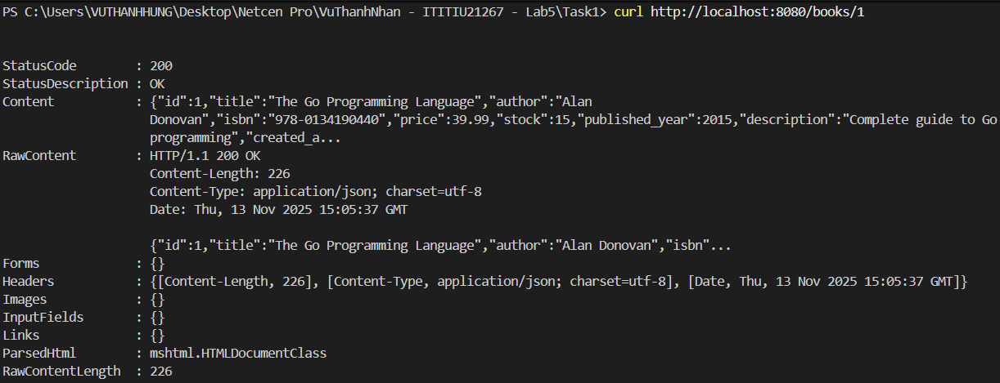 PS C:\Users\VUTHANHHUNG\Desktop\Netcen Pro\VuThanhNhan - ITITIU21267 - Lab5\Task1> curl http://localhost:8080/books/1
StatusCode        : 200
StatusDescription : OK
Content           : {"id":1,"title":"The Go Programming Language","author":"Alan
                    Donovan","isbn":"978-0134190440","price":39.99,"stock":15,"published_year":2015,"description":"Complete guide to Go
                    programming","created_a...
RawContent        : HTTP/1.1 200 OK
                    Content-Length: 226
                    Content-Type: application/json; charset=utf-8
                    Date: Thu, 13 Nov 2025 15:05:37 GMT
                    {"id":1,"title":"The Go Programming Language","author":"Alan Donovan","isbn"...
Forms             : {}
Headers           : {[Content-Length, 226], [Content-Type, application/json; charset=utf-8], [Date, Thu, 13 Nov 2025 15:05:37 GMT]}
Images            : {}
InputFields       : {}
Links             : {}
ParsedHtml        : mshtml.HTMLDocumentClass
RawContentLength  : 226